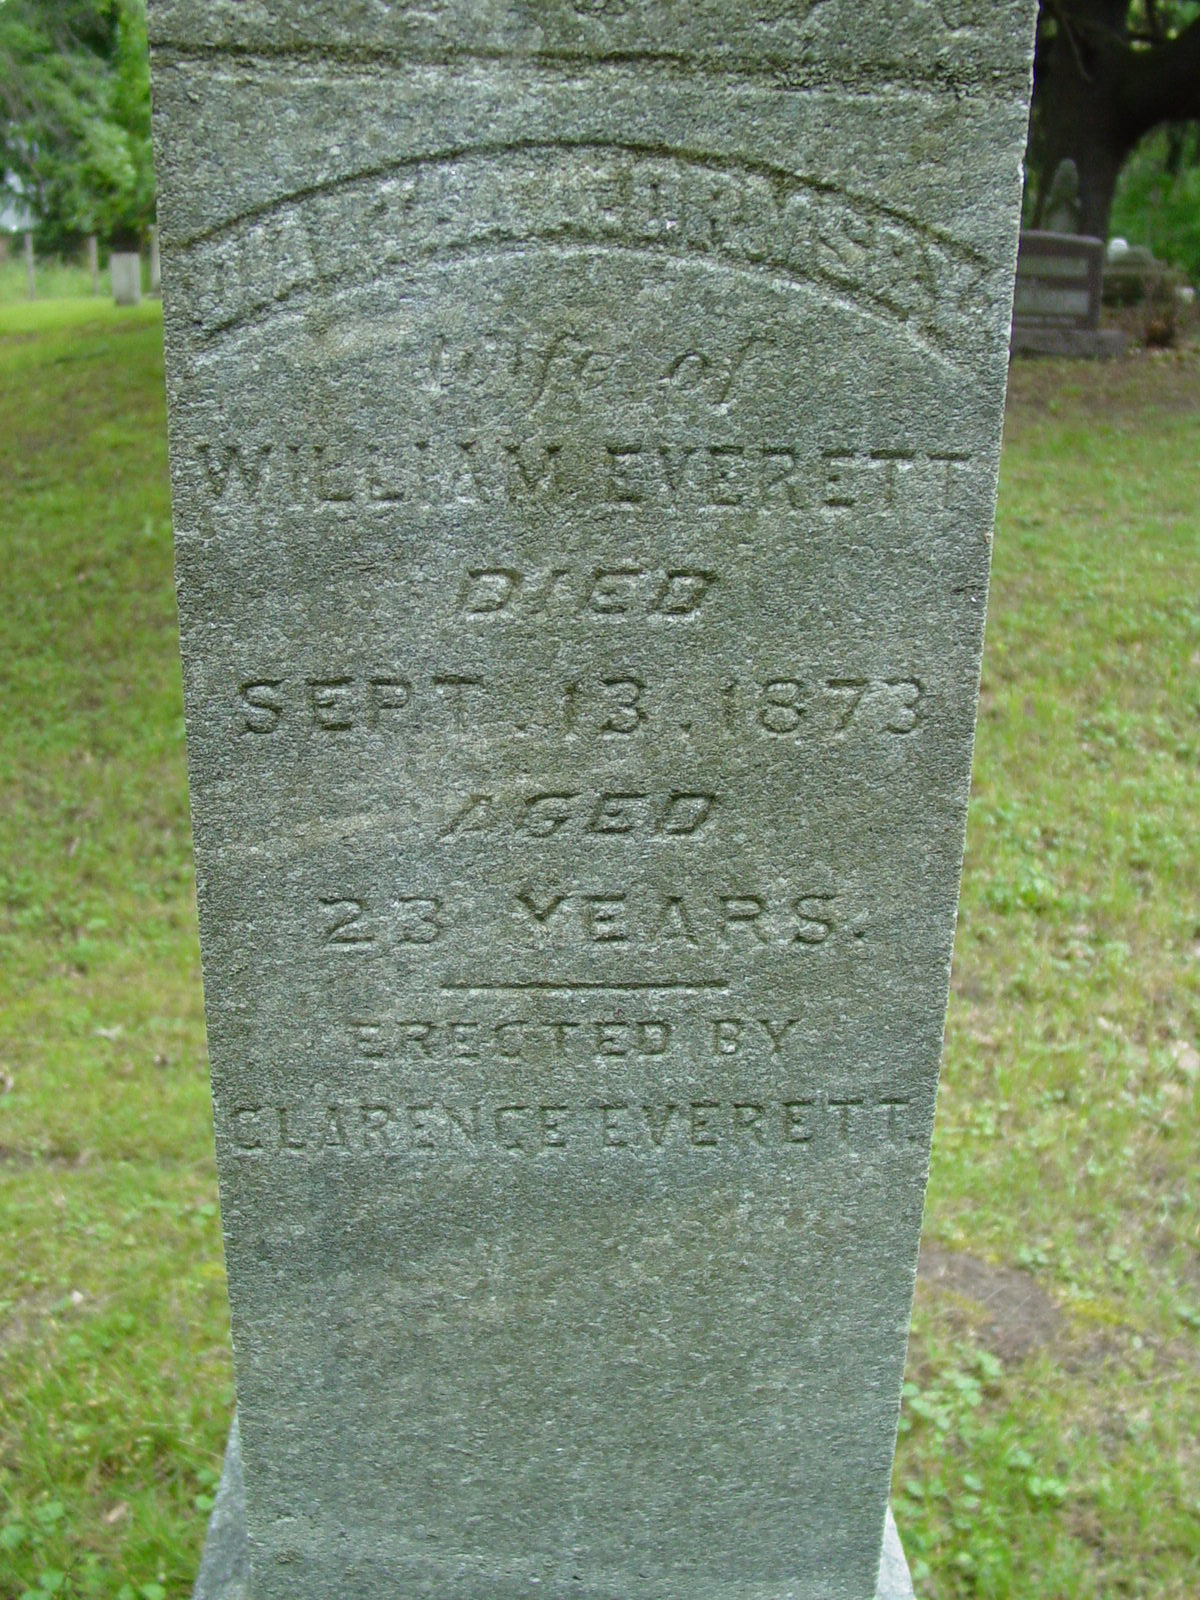 wife of
WILLIAM EVERETT
DIED
SEPT. 13. 1873
AGED
23 YEARS.
ERECTED BY
CLARENCE EVERETT.